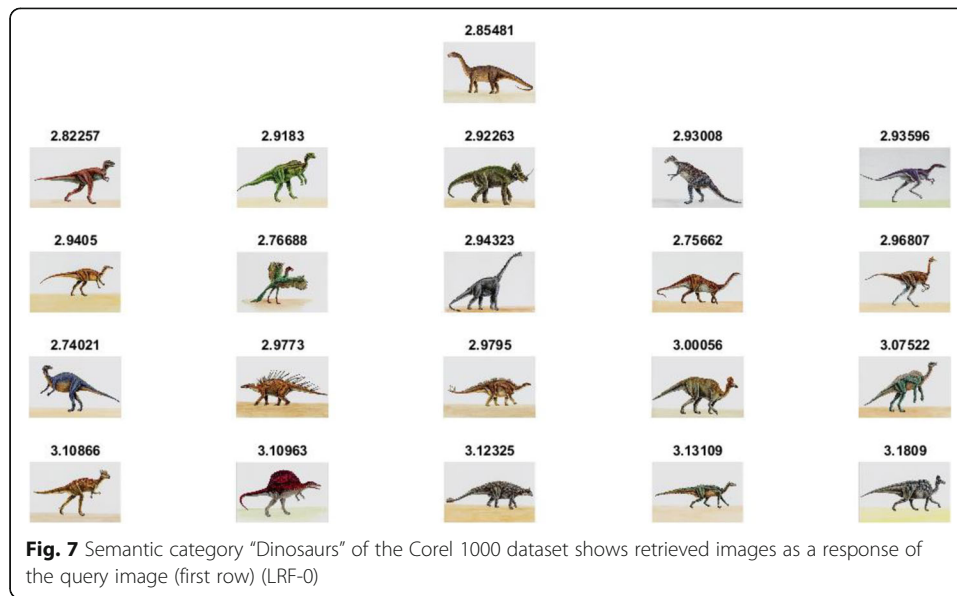 2.85481
2.82257 2.9183 2.92263 2.93008 2.93596
2.9405 2.76688 2.94323 2.75662 2.96807
2.74021 2.9773 2.9795 3.00056 3.07522
3.10866 3.10963 3.12325 3.13109 3.1809
Fig. 7 Semantic category "Dinosaurs" of the Corel 1000 dataset shows retrieved images as a response of
the query image (first row) (LRF-0)